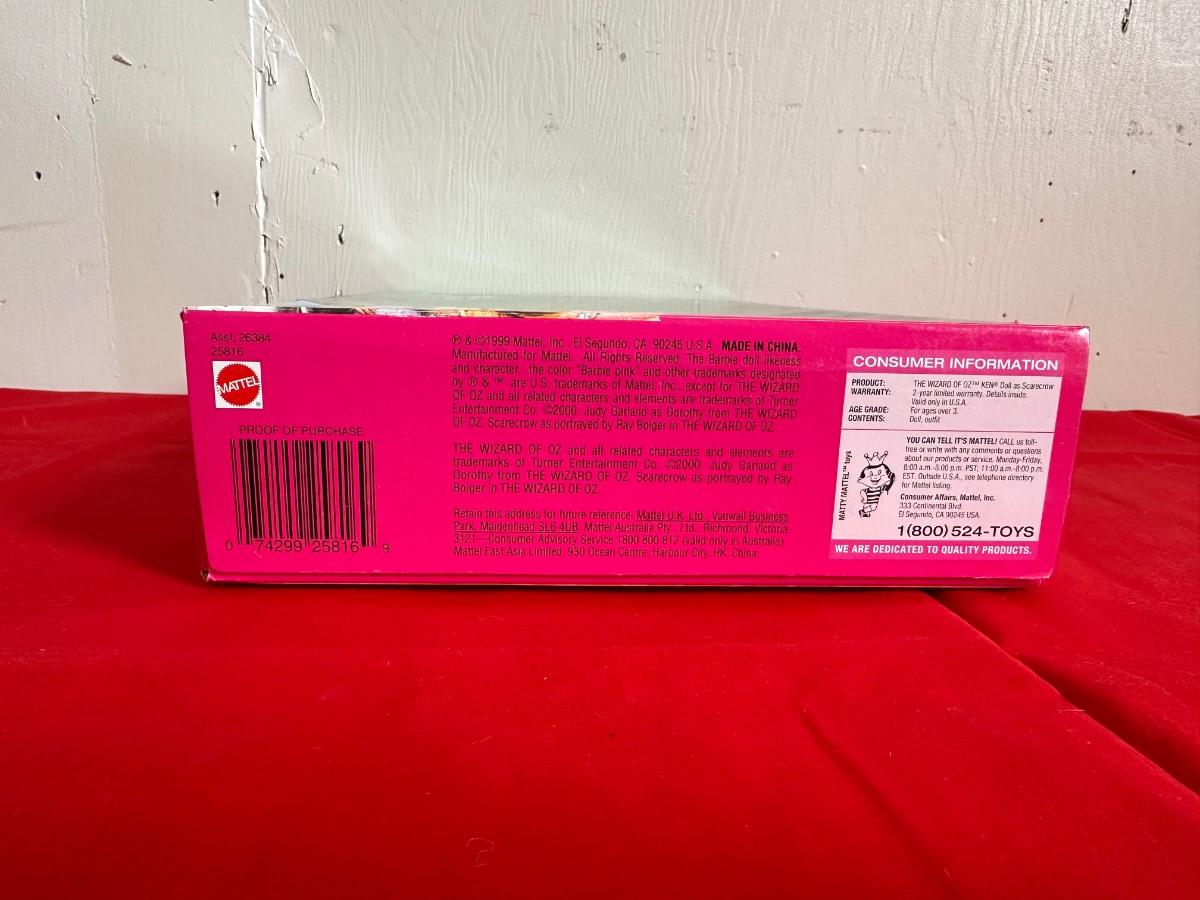 Asst. 26384
25816
MATTEL
®
PROOF OF PURCHASE
0 74299 25816 9
℗ & ©1999 Mattel, Inc. El Segundo, CA 90245 U.S.A. MADE IN CHINA.
Manufactured for Mattel. All Rights Reserved. The Barbie doll likeness
and character, the color "Barbie pink" and other trademarks designated
by ® & ™ are U.S. trademarks of Mattel, Inc., except for THE WIZARD
OF OZ and all related characters and elements are trademarks of Turner
Entertainment Co. ©2000. Judy Garland as Dorothy from THE WIZARD
OF OZ. Scarecrow as portrayed by Ray Bolger in THE WIZARD OF OZ.
THE WIZARD OF OZ and all related characters and elements are
trademarks of Turner Entertainment Co. ©2000. Judy Garland as
Dorothy from THE WIZARD OF OZ. Scarecrow as portrayed by Ray
Bolger in THE WIZARD OF OZ.
Retain this address for future reference: Mattel U.K. Ltd., Vanwall Business
Park, Maidenhead SL6 4UB. Mattel Australia Pty., Ltd., Richmond, Victoria
3121—Consumer Advisory Service 1800 800 812 (valid only in Australia).
Mattel East Asia Limited, 930 Ocean Centre, Harbour City, HK, China.
CONSUMER INFORMATION
PRODUCT: THE WIZARD OF OZ™ KEN® Doll as Scarecrow
WARRANTY: 2-year limited warranty. Details inside.
Valid only in U.S.A.
AGE GRADE: For ages over 3.
CONTENTS: Doll, outfit
MATTY MATTEL™ toys
YOU CAN TELL IT'S MATTEL! CALL us toll-
free or write with any comments or questions
about our products or service. Monday-Friday,
8:00 a.m.-5:00 p.m. PST; 11:00 a.m.-8:00 p.m.
EST. Outside U.S.A., see telephone directory
for Mattel listing.
Consumer Affairs, Mattel, Inc.
333 Continental Blvd.
El Segundo, CA 90245 USA.
1(800) 524-TOYS
WE ARE DEDICATED TO QUALITY PRODUCTS.